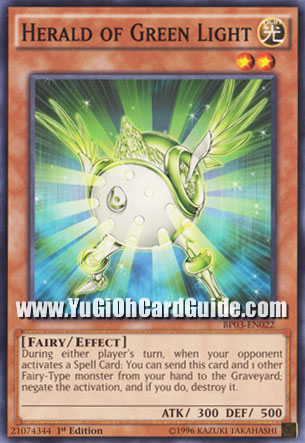 HERALD OF GREEN LIGHT
LIGHT
光
www.YuGiOhCardGuide.com
BP03-EN022
[FAIRY/EFFECT]
During either player's turn, when your opponent
activates a Spell Card: You can send this card and 1 other
Fairy-Type monster from your hand to the Graveyard;
negate the activation, and if you do, destroy it.
ATK/ 300 DEF/ 500
21074344 1st Edition ©1996 KAZUKI TAKAHASHI